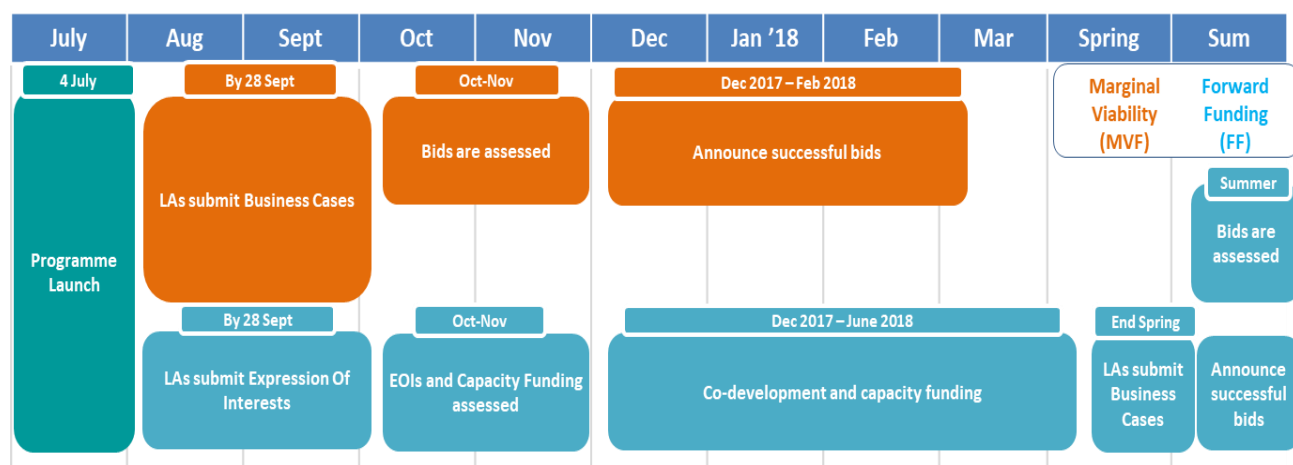 July
Aug
Sept
Oct
Nov
Dec
Jan ’18
Feb
Mar
Spring
Sum
4 July
By 28 Sept
Oct-Nov
Dec 2017 – Feb 2018
Marginal
Viability
(MVF)
Forward
Funding
(FF)
Programme
Launch
LAs submit Business Cases
Bids are assessed
Announce successful bids
Summer
Bids are
assessed
By 28 Sept
Oct-Nov
Dec 2017 – June 2018
End Spring
LAs submit Expression Of
Interests
EOIs and Capacity Funding
assessed
Co-development and capacity funding
LAs submit
Business
Cases
Announce
successful
bids